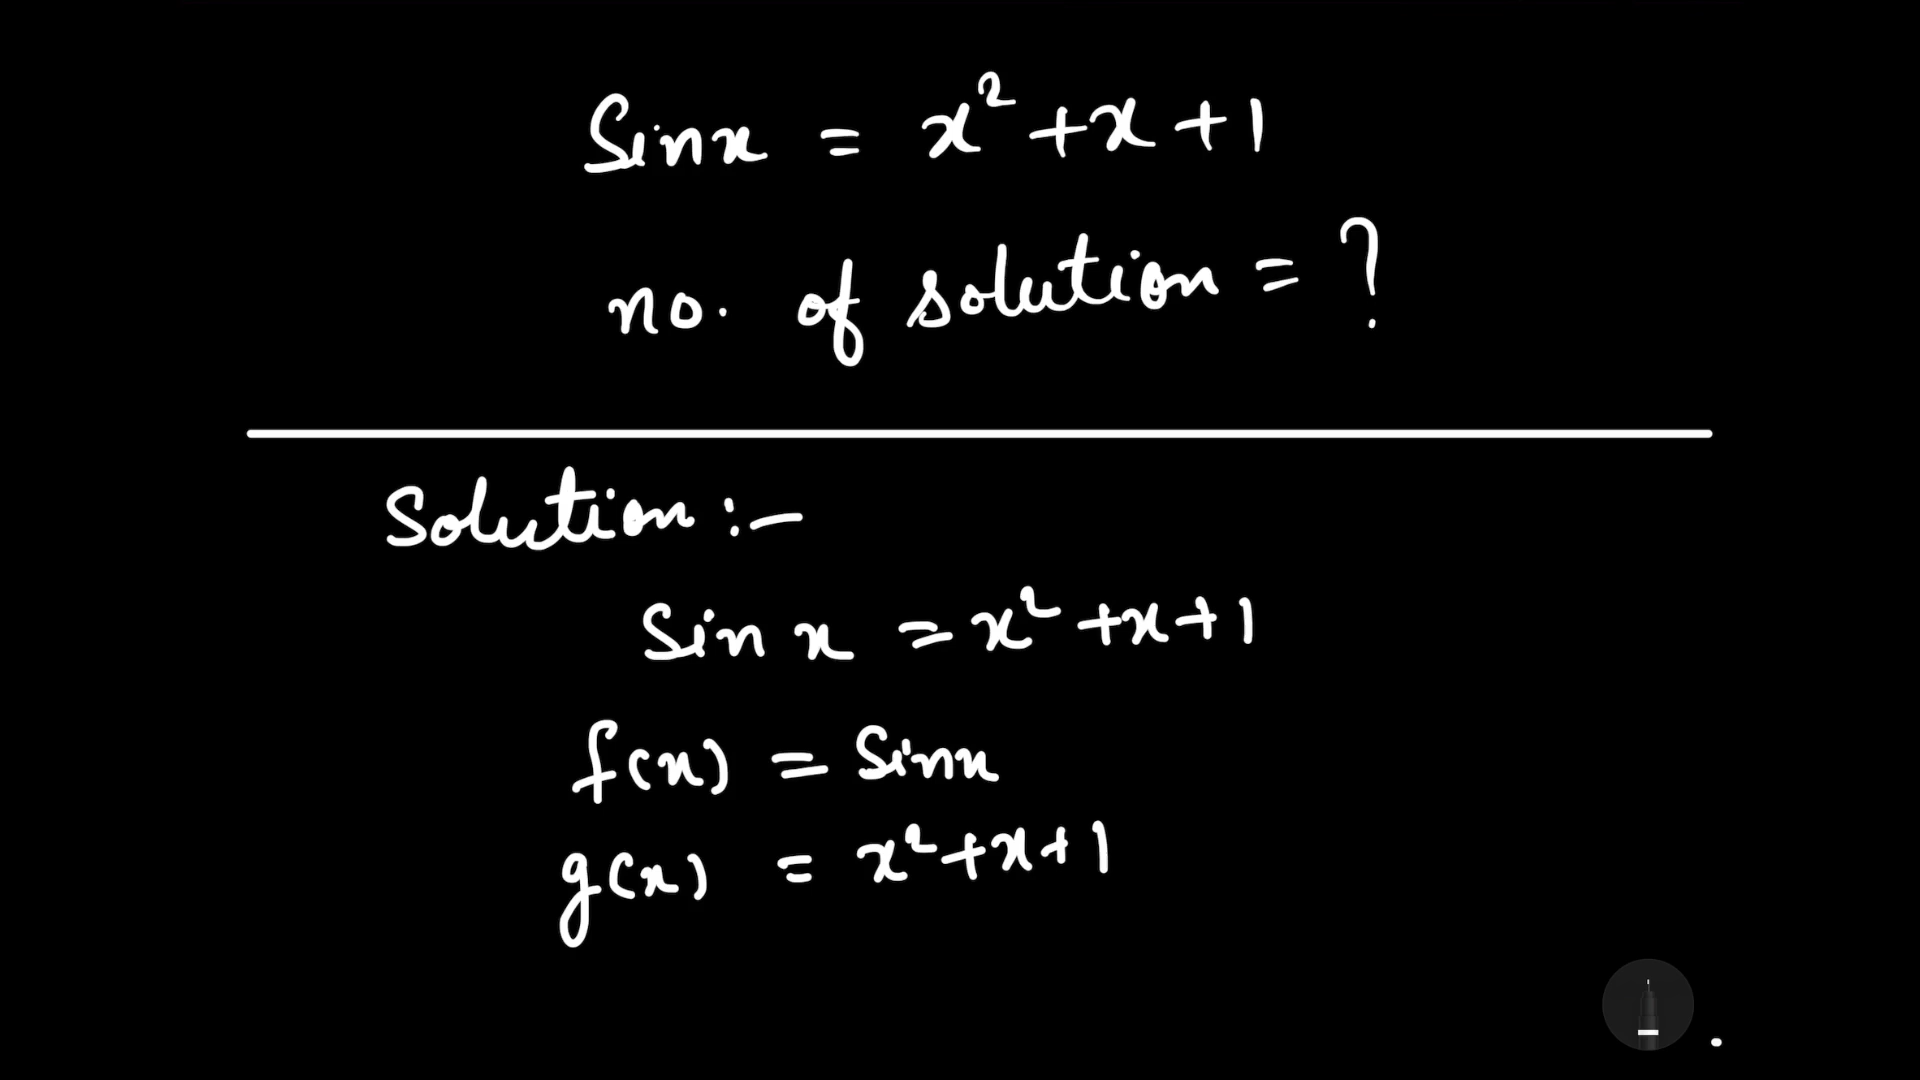 Sinx = x²+x+1
no. of solution = ?
Solution :-
Sin x = x²+x+1
f(x) = Sinx
g(x) = x²+x+1